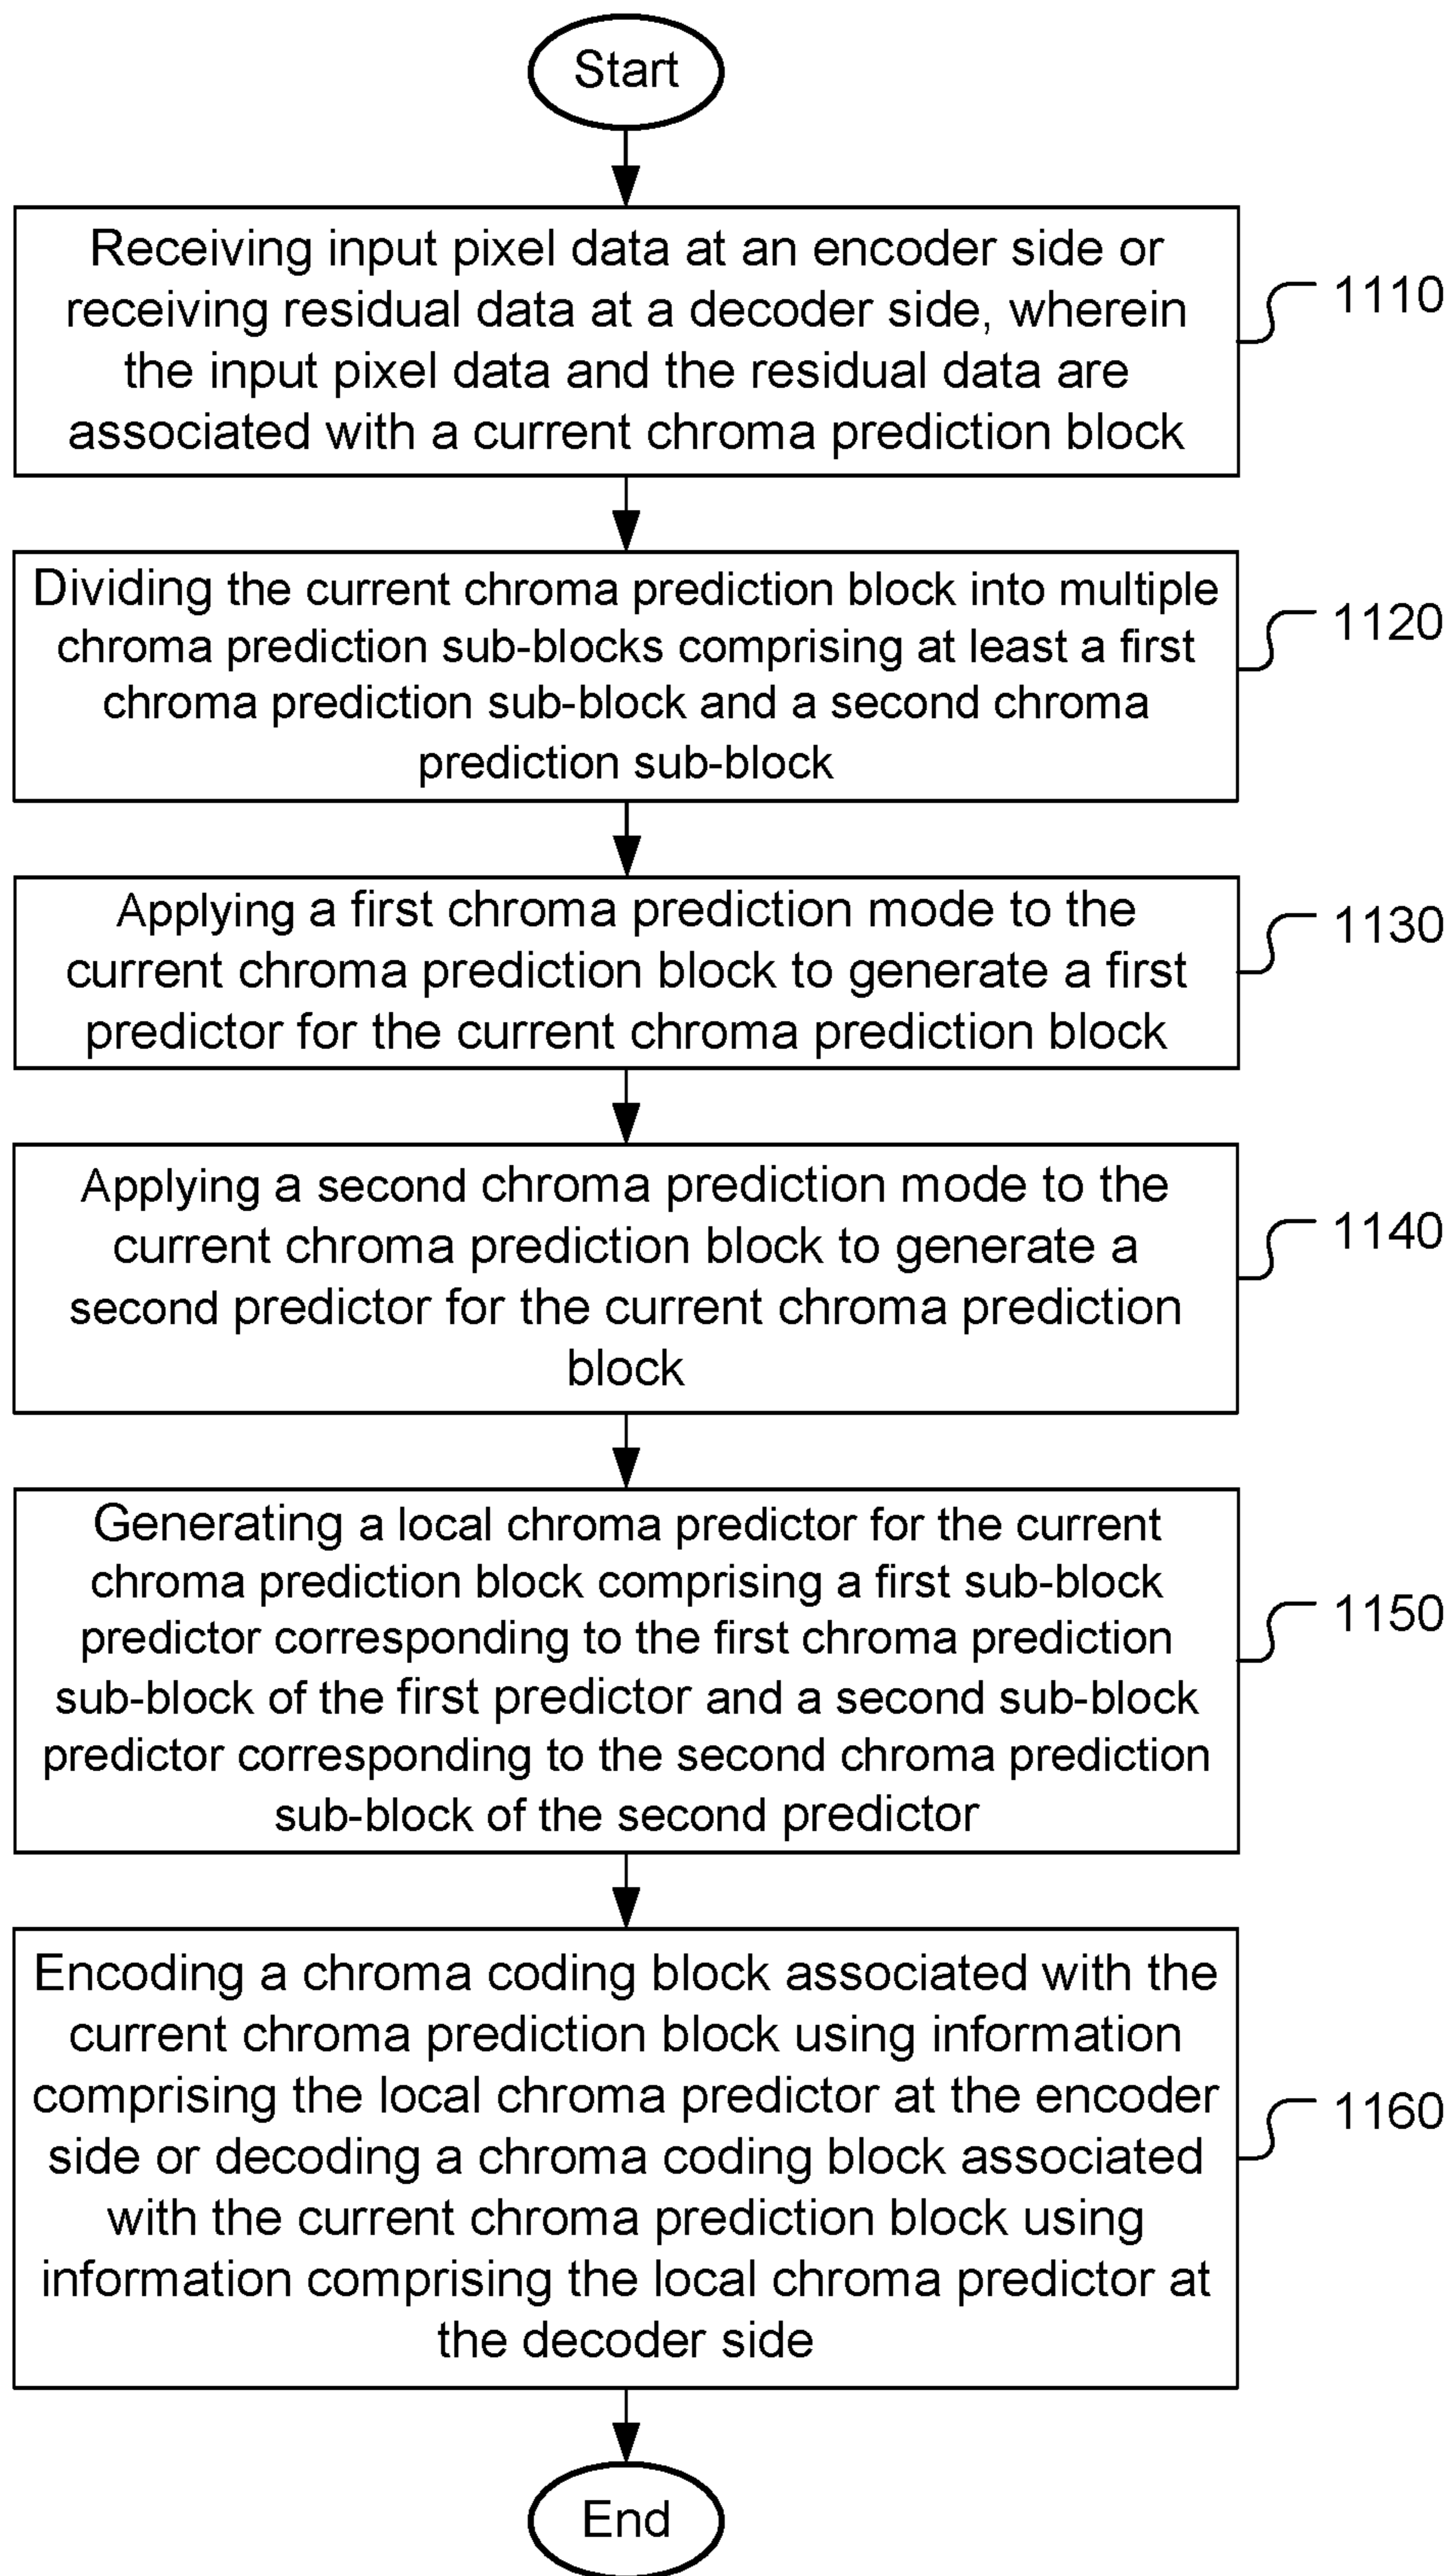 Start
Receiving input pixel data at an encoder side or
receiving residual data at a decoder side, wherein
the input pixel data and the residual data are
associated with a current chroma prediction block
1110
Dividing the current chroma prediction block into multiple
chroma prediction sub-blocks comprising at least a first
chroma prediction sub-block and a second chroma
prediction sub-block
1120
Applying a first chroma prediction mode to the
current chroma prediction block to generate a first
predictor for the current chroma prediction block
1130
Applying a second chroma prediction mode to the
current chroma prediction block to generate a
second predictor for the current chroma prediction
block
1140
Generating a local chroma predictor for the current
chroma prediction block comprising a first sub-block
predictor corresponding to the first chroma prediction
sub-block of the first predictor and a second sub-block
predictor corresponding to the second chroma prediction
sub-block of the second predictor
1150
Encoding a chroma coding block associated with the
current chroma prediction block using information
comprising the local chroma predictor at the encoder
side or decoding a chroma coding block associated
with the current chroma prediction block using
information comprising the local chroma predictor at
the decoder side
1160
End